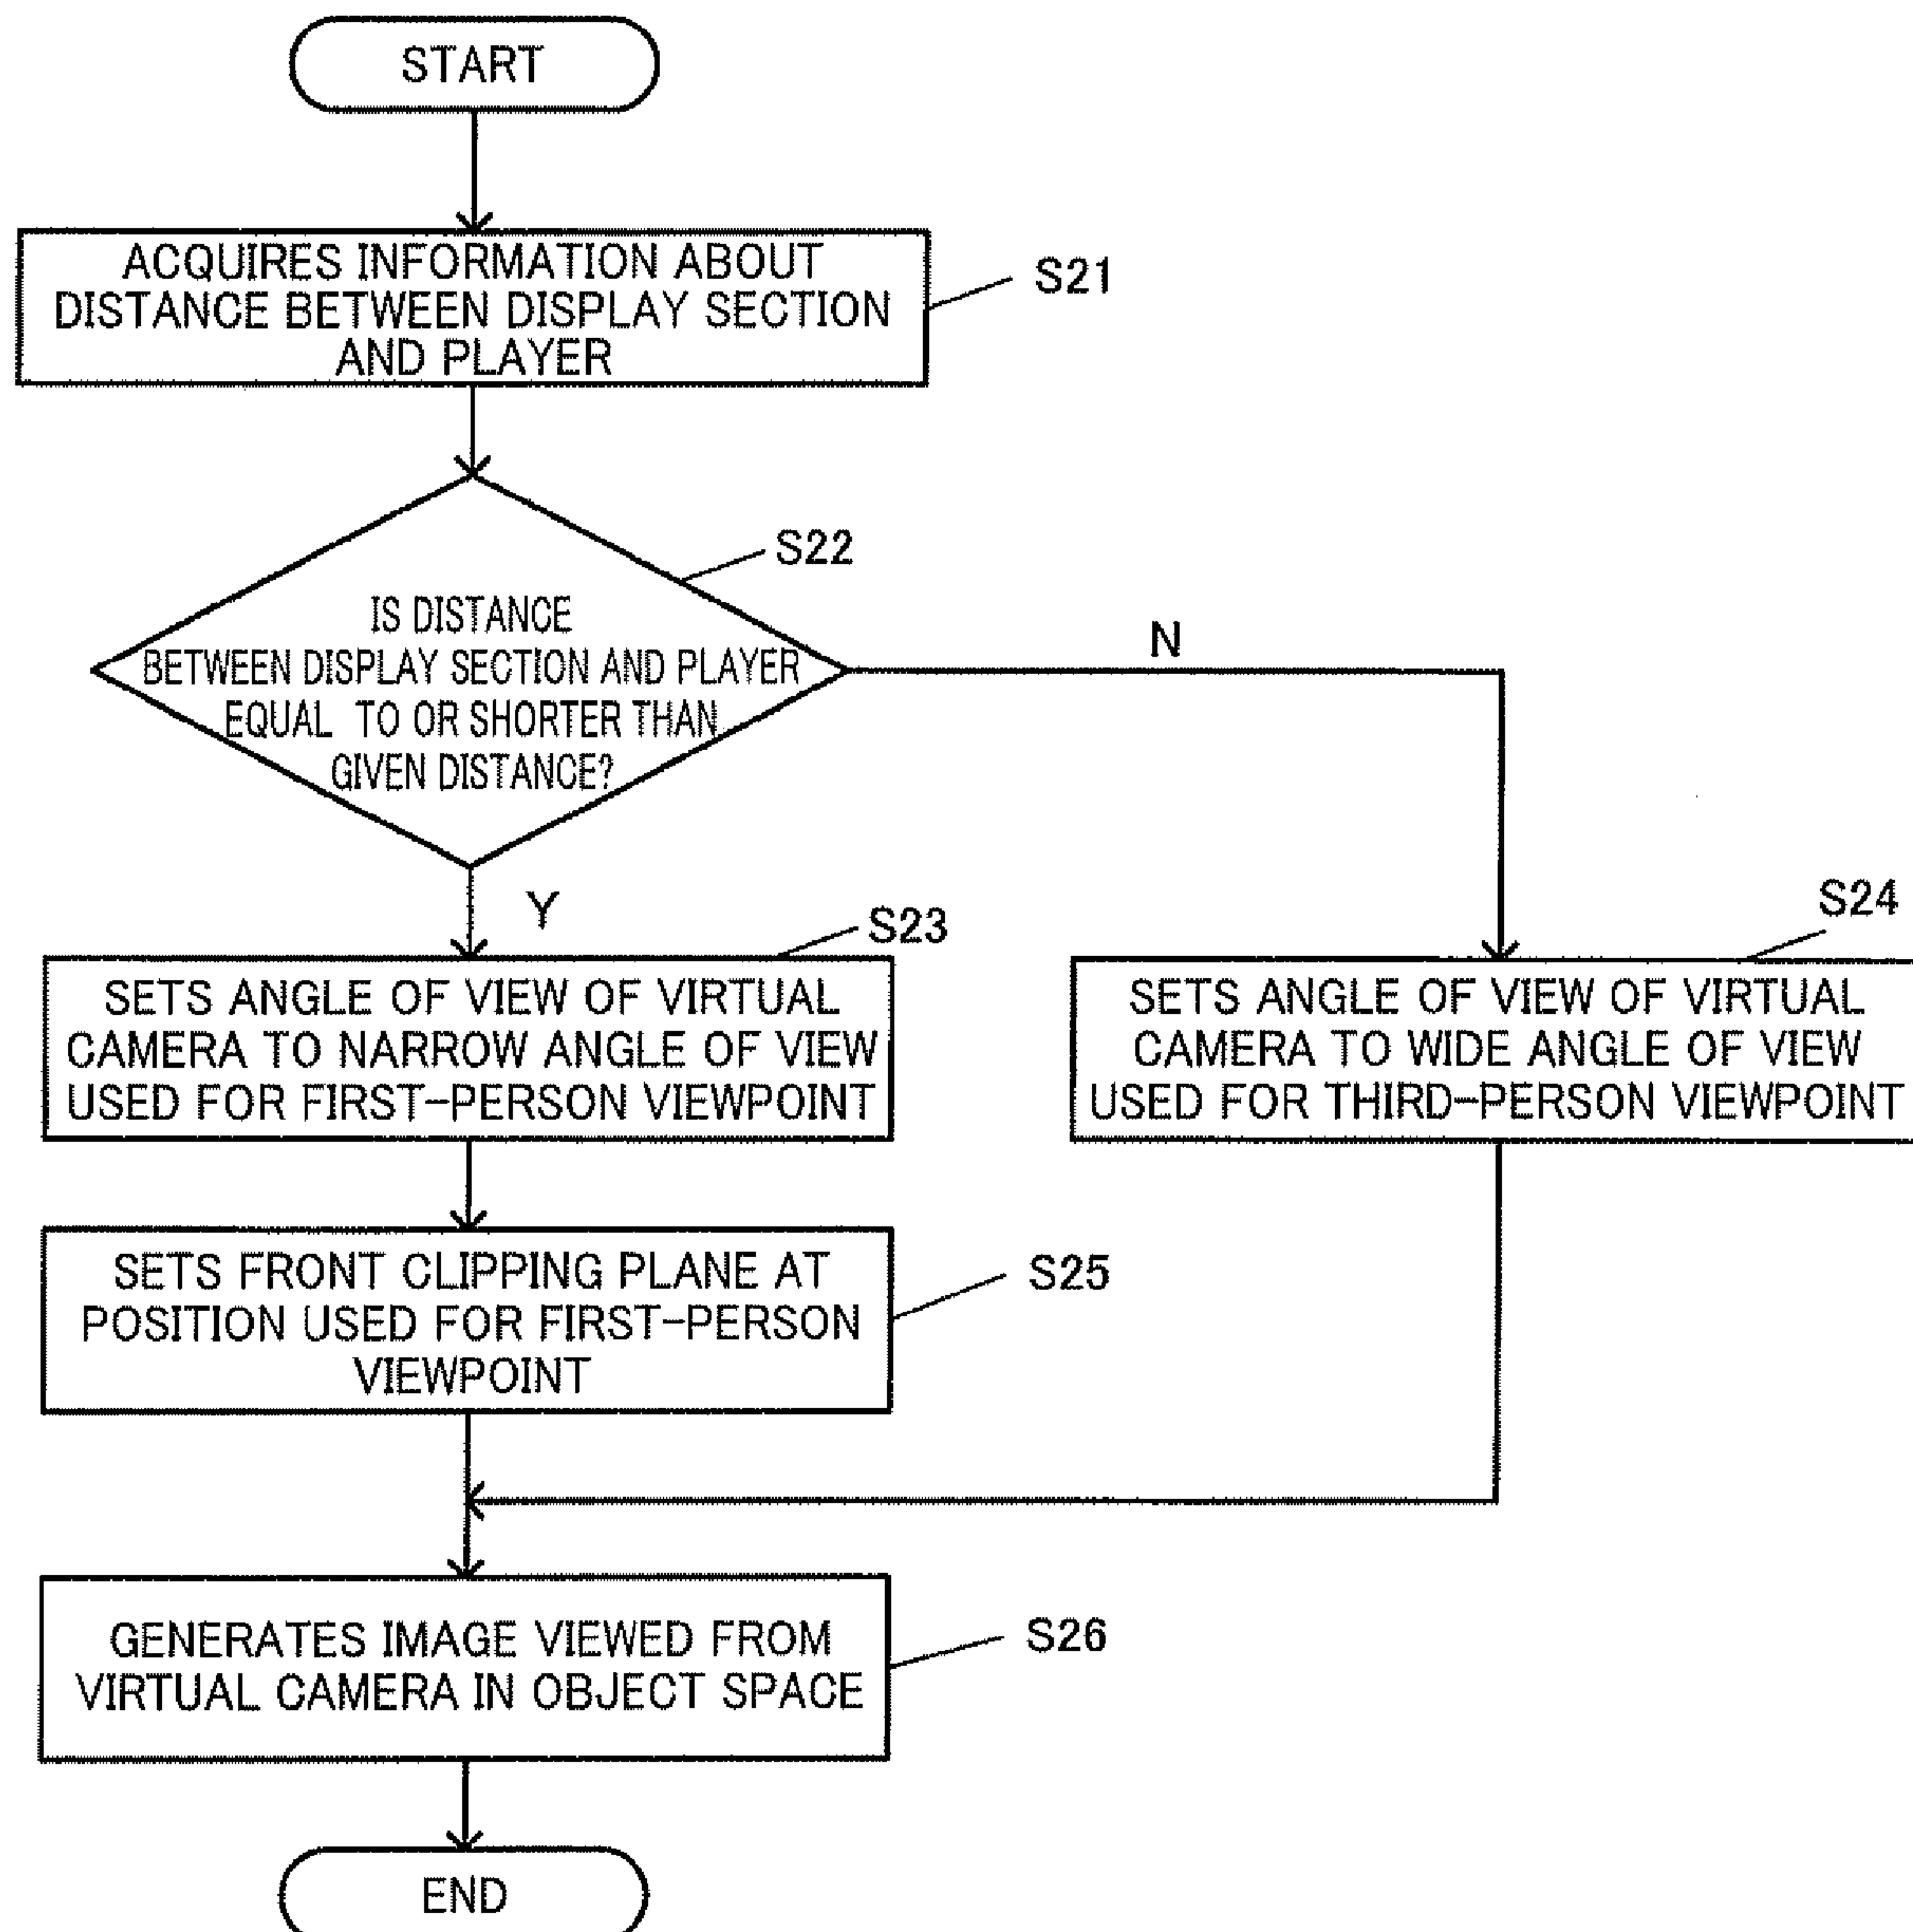 START
ACQUIRES INFORMATION ABOUT
DISTANCE BETWEEN DISPLAY SECTION
AND PLAYER
S21
S22
IS DISTANCE
BETWEEN DISPLAY SECTION AND PLAYER
EQUAL TO OR SHORTER THAN
GIVEN DISTANCE?
N
Y
S23
SETS ANGLE OF VIEW OF VIRTUAL
CAMERA TO NARROW ANGLE OF VIEW
USED FOR FIRST-PERSON VIEWPOINT
S24
SETS ANGLE OF VIEW OF VIRTUAL
CAMERA TO WIDE ANGLE OF VIEW
USED FOR THIRD-PERSON VIEWPOINT
SETS FRONT CLIPPING PLANE AT
POSITION USED FOR FIRST-PERSON
VIEWPOINT
S25
GENERATES IMAGE VIEWED FROM
VIRTUAL CAMERA IN OBJECT SPACE
S26
END